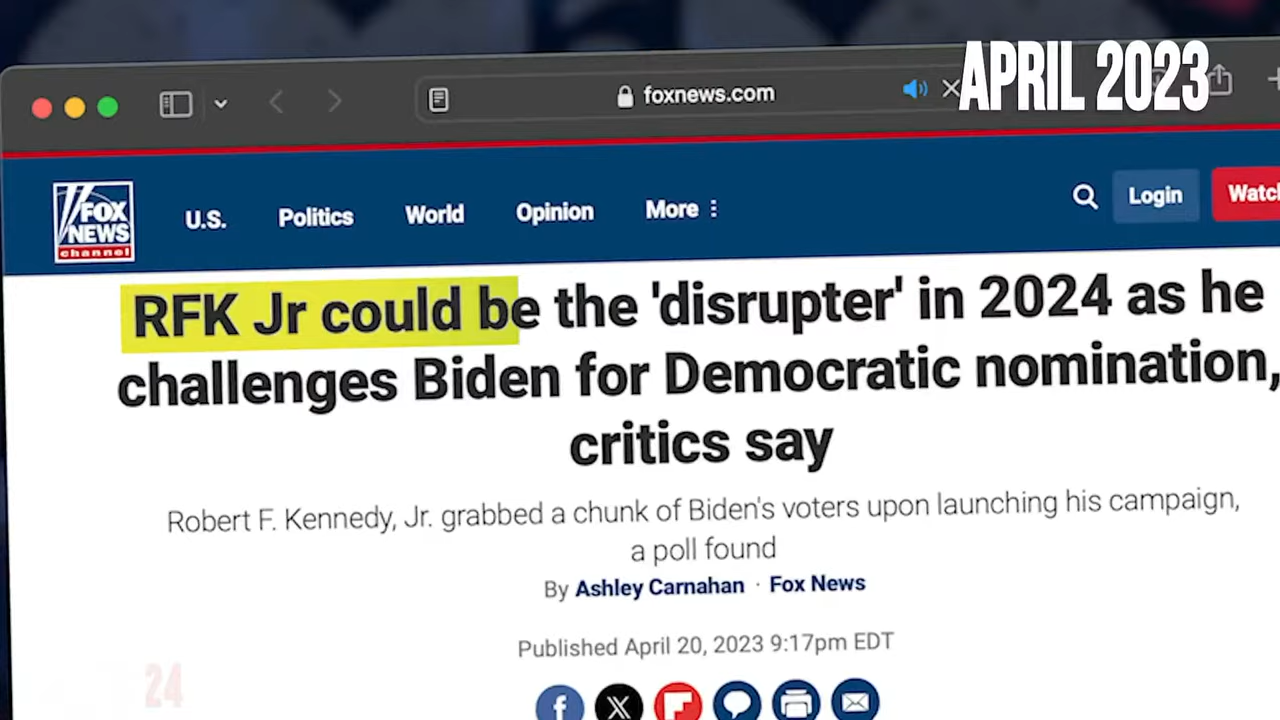 APRIL 2023
foxnews.com
FOX
NEWS
channel
U.S. Politics World Opinion More Login Watch
RFK Jr could be the 'disrupter' in 2024 as he
challenges Biden for Democratic nomination,
critics say
Robert F. Kennedy, Jr. grabbed a chunk of Biden's voters upon launching his campaign,
a poll found
By Ashley Carnahan · Fox News
Published April 20, 2023 9:17pm EDT
24